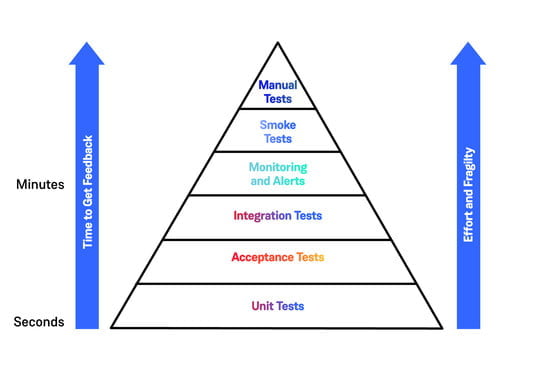 Manual
Tests
Smoke
Tests
Monitoring
and Alerts
Integration Tests
Acceptance Tests
Unit Tests
Minutes
Seconds
Time to Get Feedback
Effort and Fragilty